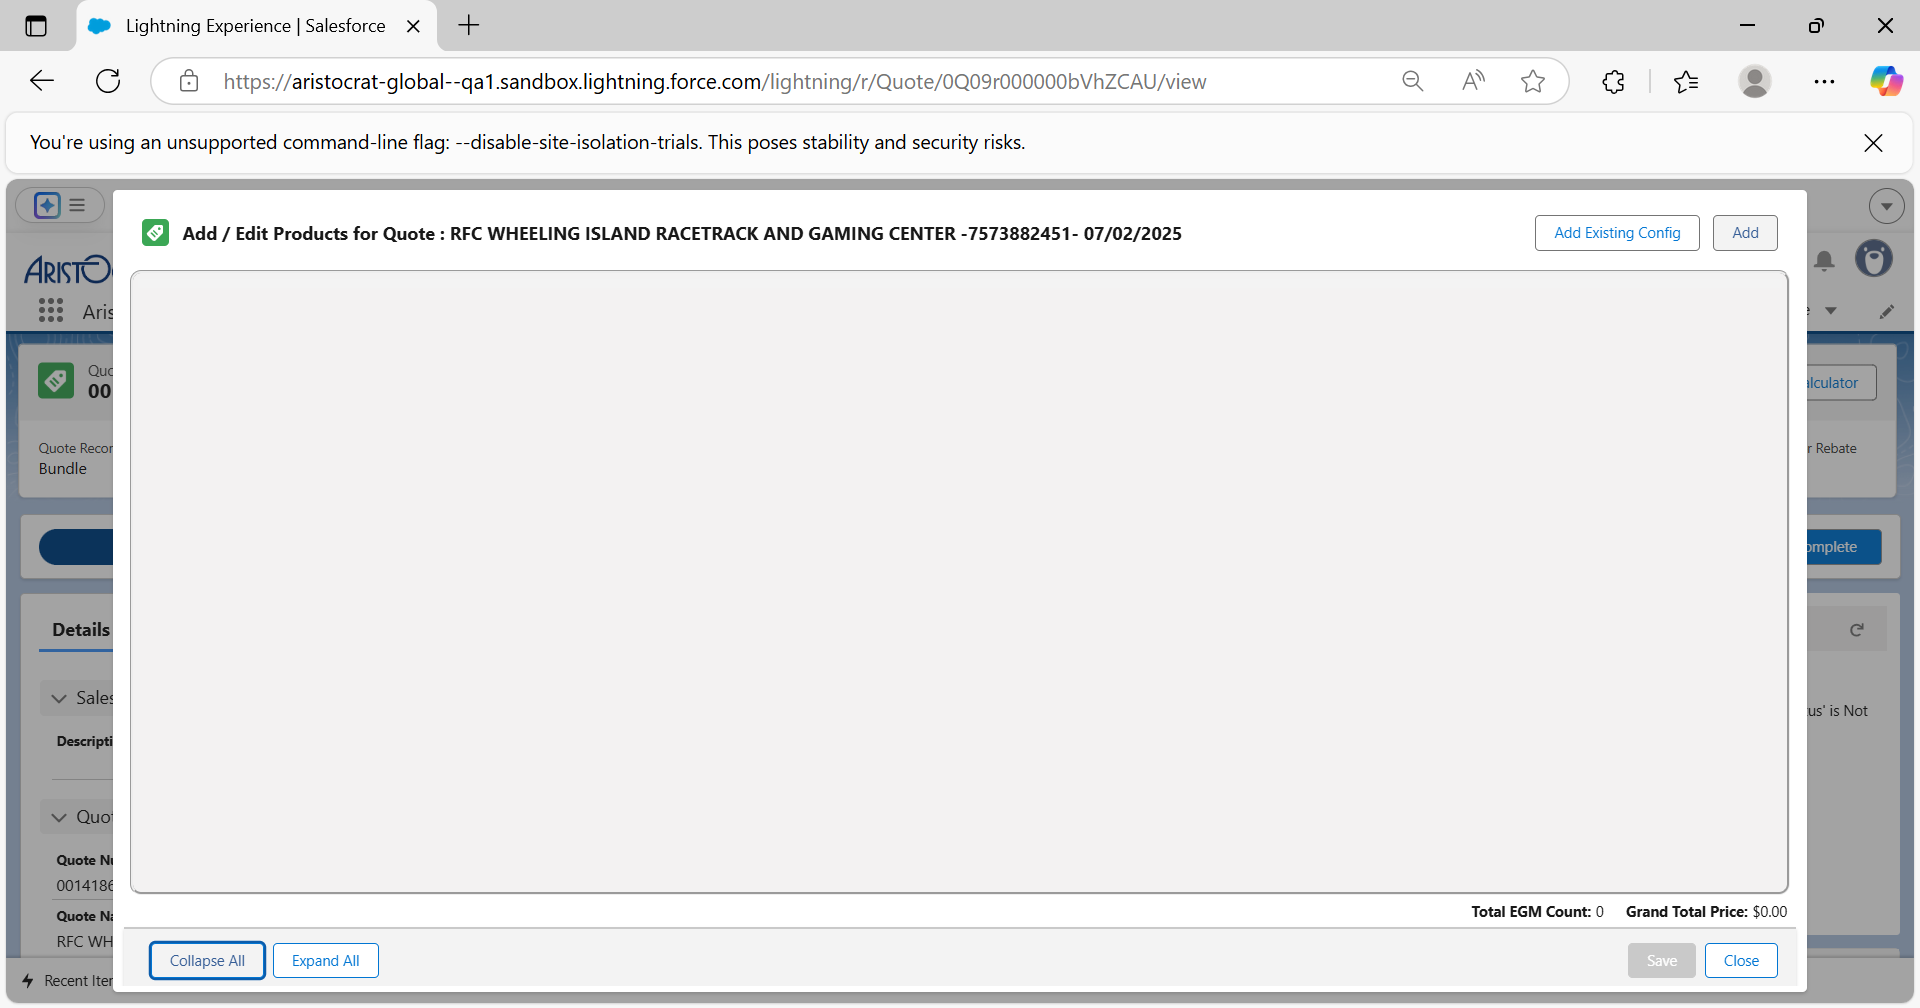 Lightning Experience | Salesforce
https://aristocrat-global--qa1.sandbox.lightning.force.com/lightning/r/Quote/0Q09r000000bVhZCAU/view
You're using an unsupported command-line flag: --disable-site-isolation-trials. This poses stability and security risks.
Add / Edit Products for Quote : RFC WHEELING ISLAND RACETRACK AND GAMING CENTER -7573882451- 07/02/2025
Add Existing Config
Add
ARISTOC
Aris
Quo
00
alculator
Quote Recor
Bundle
r Rebate
omplete
Details
Sales
us' is Not
Descripti
Quot
Quote Nu
0014186
Quote Na
RFC WH
Total EGM Count: 0 Grand Total Price: $0.00
Collapse All
Expand All
Save
Close
Recent Iter